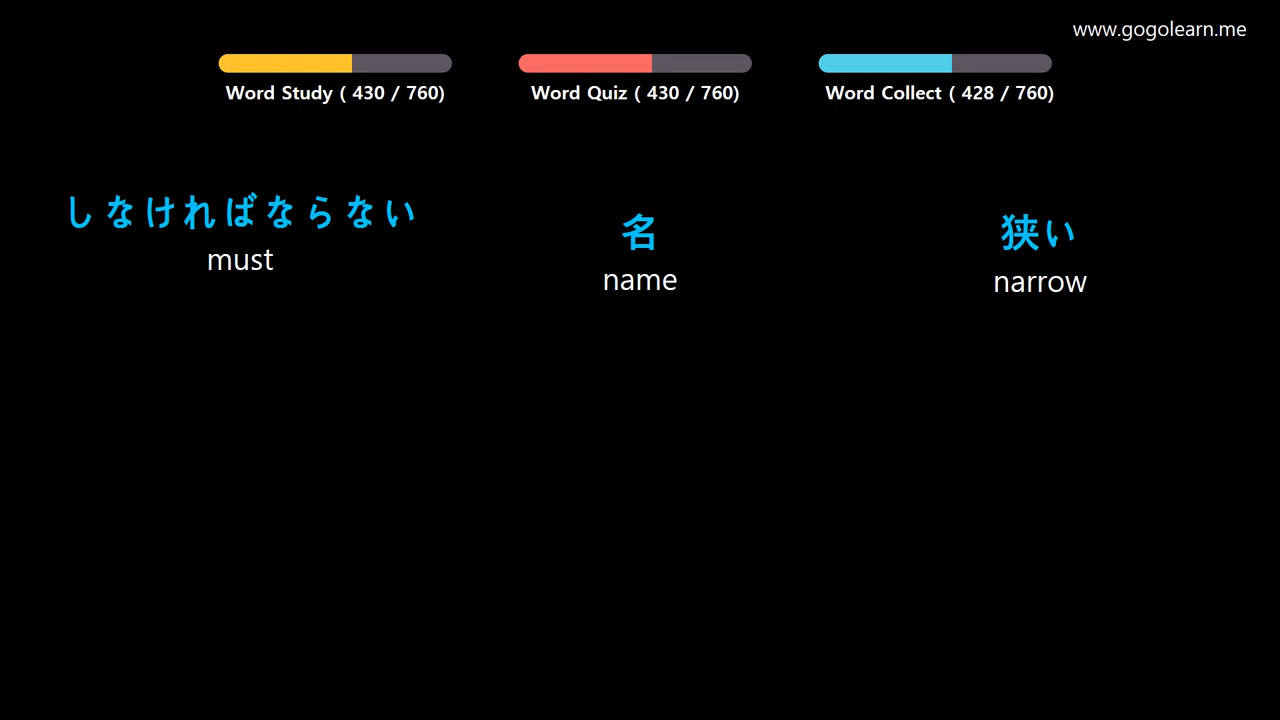 www.gogolearn.me
Word Study ( 430 / 760)
Word Quiz ( 430 / 760)
Word Collect ( 428 / 760)
しなければならない
must
名
name
狭い
narrow